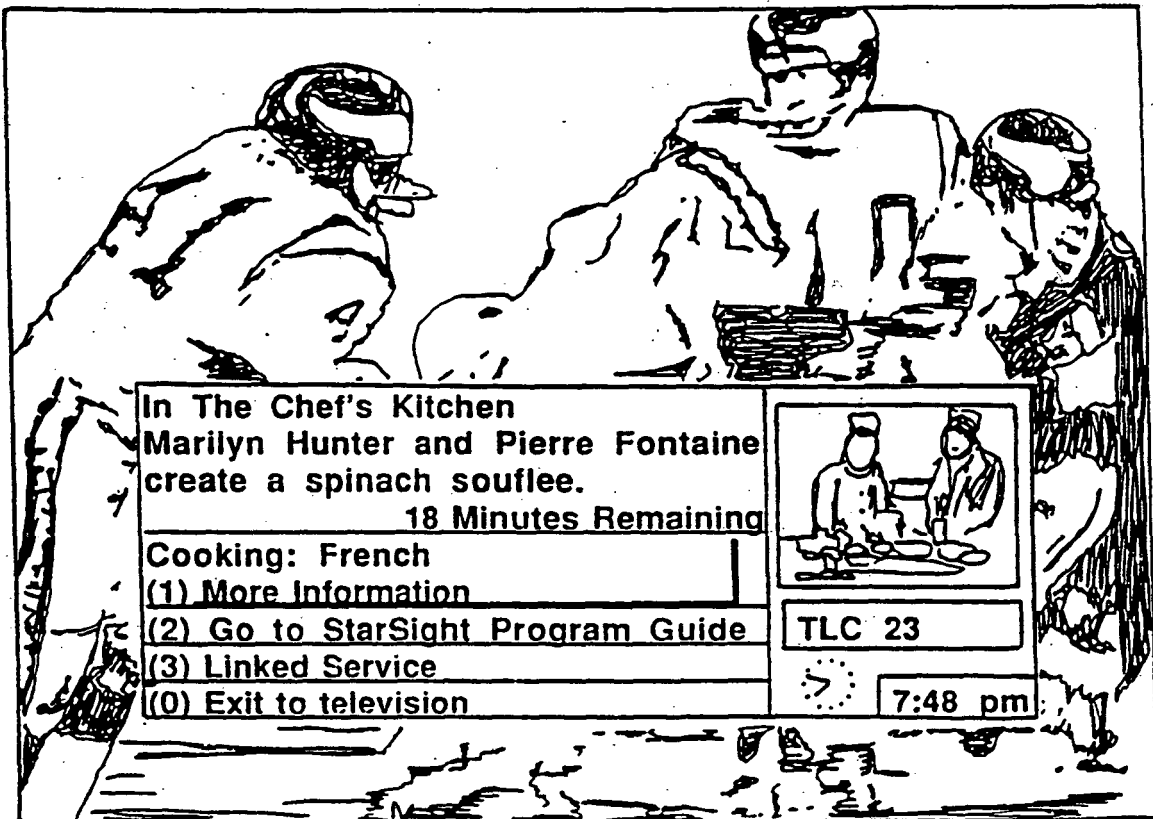 In The Chef's Kitchen
Marilyn Hunter and Pierre Fontaine
create a spinach souflee.
18 Minutes Remaining
Cooking: French
(1) More Information
(2) Go to StarSight Program Guide
(3) Linked Service
(0) Exit to television
TLC 23
7:48 pm